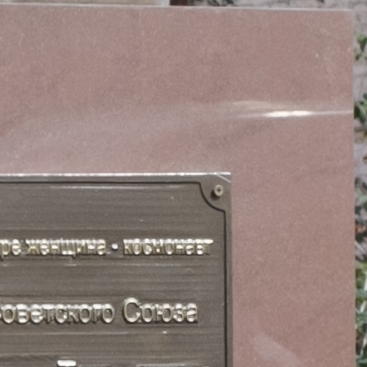 ре женщина - космонавт
оветского Союза